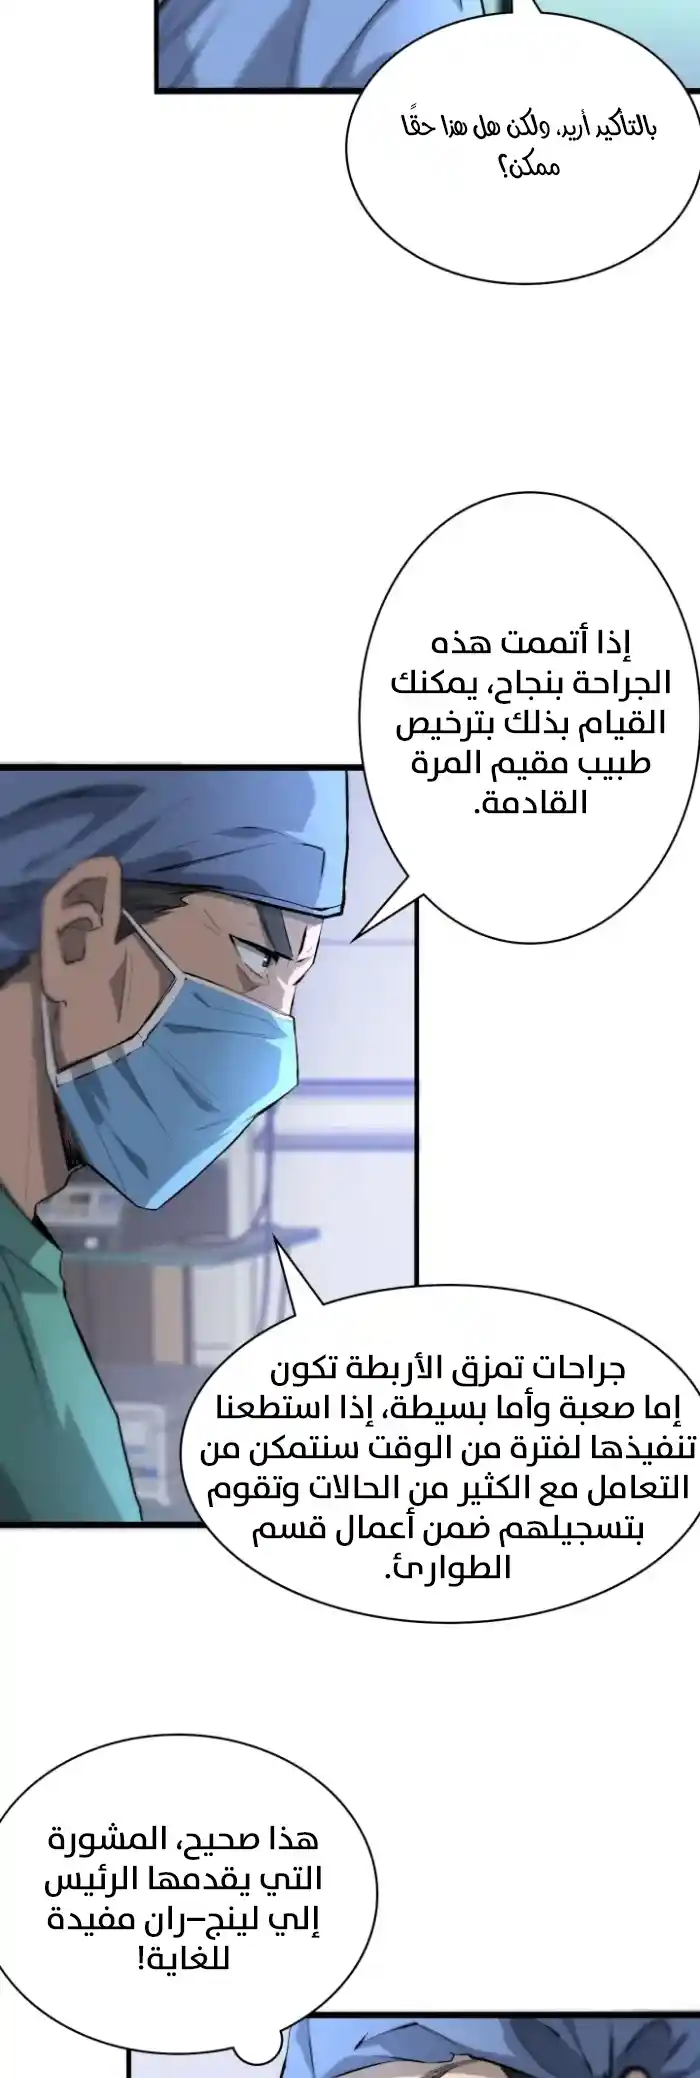 بالتأكيد أريد، ولكن هل هذا حقًا
ممكن؟
إذا أتممت هذه
الجراحة بنجاح، يمكنك
القيام بذلك بترخيص
طبيب مقيم المرة
القادمة.
جراحات تمزق الأربطة تكون
إما صعبة وأما بسيطة، إذا استطعنا
تنفيذها لفترة من الوقت سنتمكن من
التعامل مع الكثير من الحالات وتقوم
بتسجيلهم ضمن أعمال قسم
الطوارئ.
هذا صحيح، المشورة
التي يقدمها الرئيس
إلي لينج-ران مفيدة
للغاية!